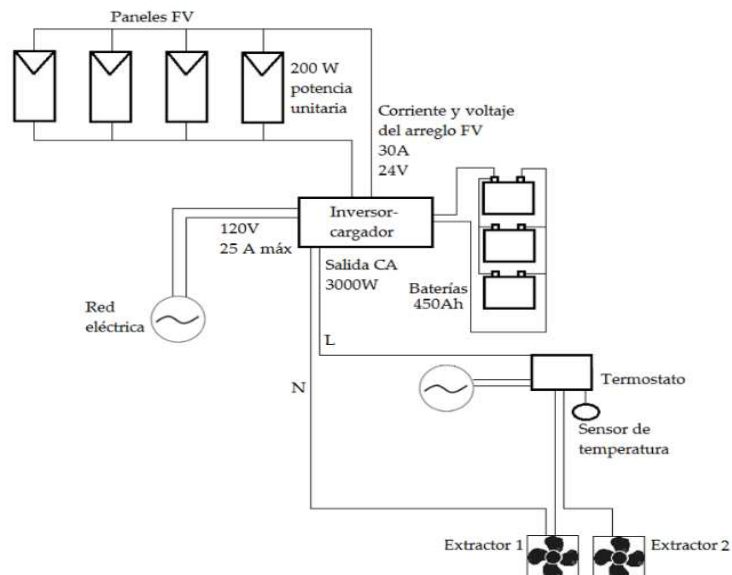 Paneles FV
200 W
potencia
unitaria
Corriente y voltaje
del arreglo FV
30A
24V
Inversor-
cargador
120V
25 A máx
Salida CA
3000W
Baterías
450Ah
Red
eléctrica
L
N
Termostato
Sensor de
temperatura
Extractor 1
Extractor 2